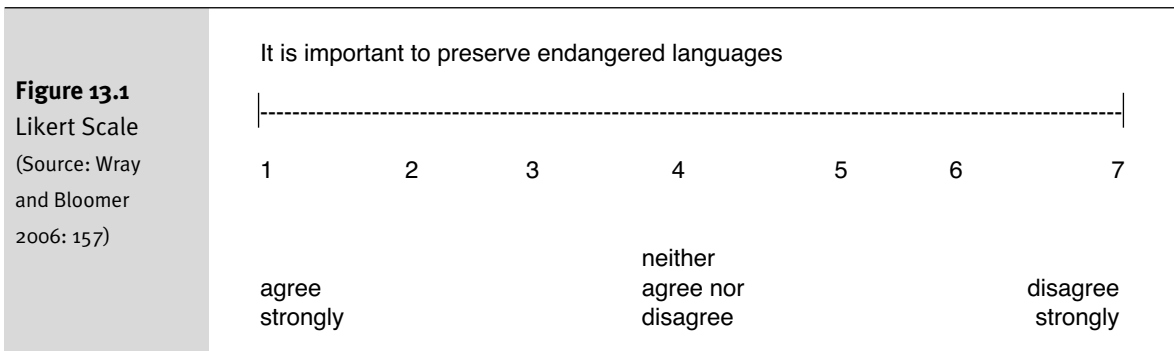 Figure 13.1
Likert Scale
(Source: Wray
and Bloomer
2006: 157)
It is important to preserve endangered languages
1 2 3 4 5 6 7
neither
agree agree nor disagree
strongly disagree strongly